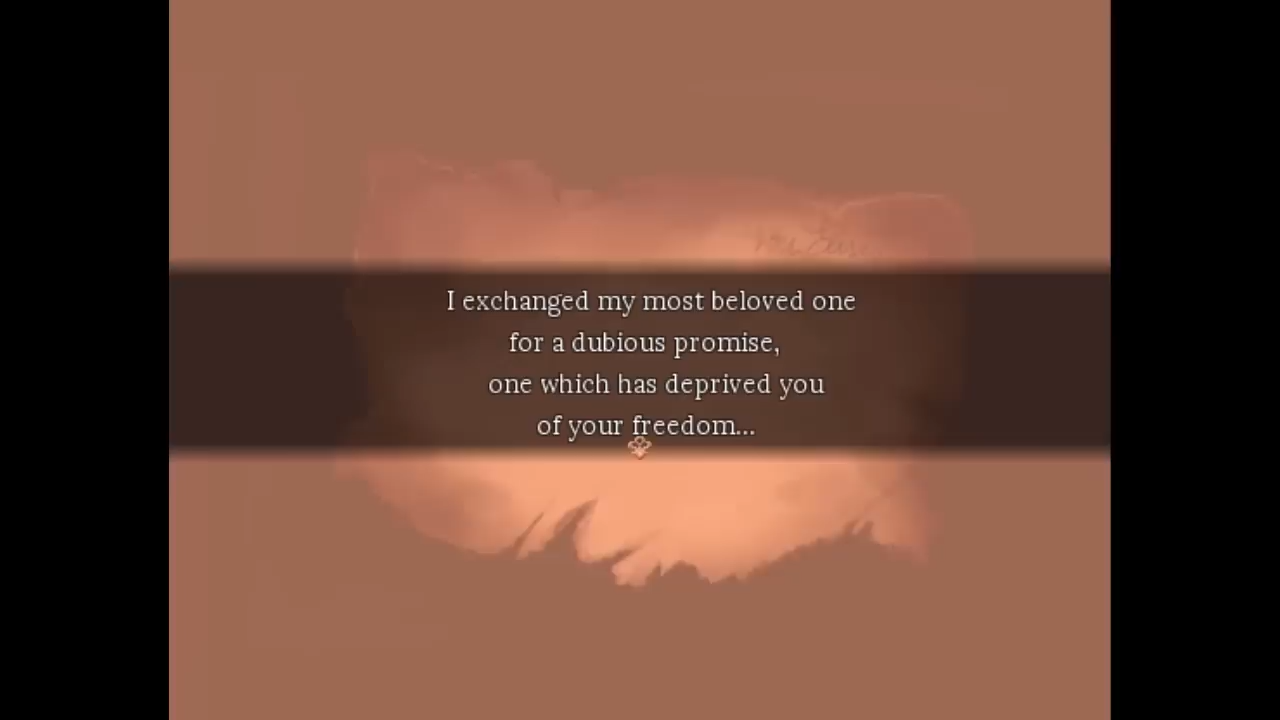 I exchanged my most beloved one
for a dubious promise,
one which has deprived you
of your freedom...